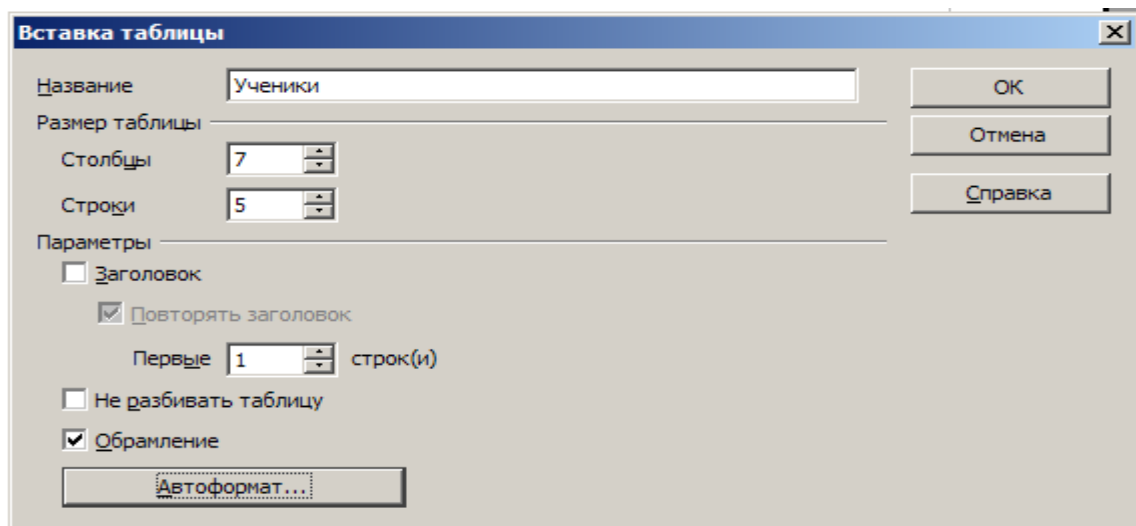 Вставка таблицы
Название Ученики
OK
Размер таблицы
Отмена
Столбцы 7
Строки 5
Справка
Параметры
Заголовок
Повторять заголовок
Первые 1 строк(и)
Не разбивать таблицу
Обрамление
Автоформат...